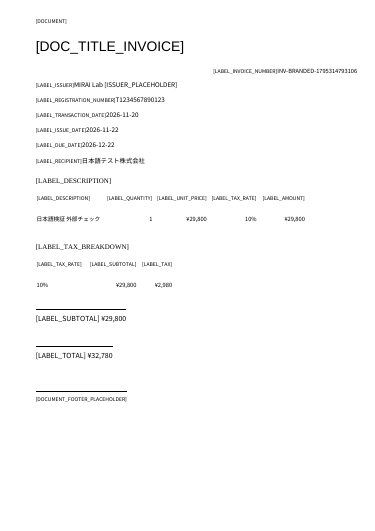 [DOCUMENT]
[DOC_TITLE_INVOICE]
[LABEL_INVOICE_NUMBER]INV-BRANDED-1795314793106
[LABEL_ISSUER]MIRAI Lab [ISSUER_PLACEHOLDER]
[LABEL_REGISTRATION_NUMBER]T1234567890123
[LABEL_TRANSACTION_DATE]2026-11-20
[LABEL_ISSUE_DATE]2026-11-22
[LABEL_DUE_DATE]2026-12-22
[LABEL_RECIPIENT]日本語テスト株式会社
[LABEL_DESCRIPTION]
[LABEL_DESCRIPTION] [LABEL_QUANTITY] [LABEL_UNIT_PRICE] [LABEL_TAX_RATE] [LABEL_AMOUNT]
日本語検証 外部チェック 1 ¥29,800 10% ¥29,800
[LABEL_TAX_BREAKDOWN]
[LABEL_TAX_RATE] [LABEL_SUBTOTAL] [LABEL_TAX]
10% ¥29,800 ¥2,980
[LABEL_SUBTOTAL] ¥29,800
[LABEL_TOTAL] ¥32,780
[DOCUMENT_FOOTER_PLACEHOLDER]